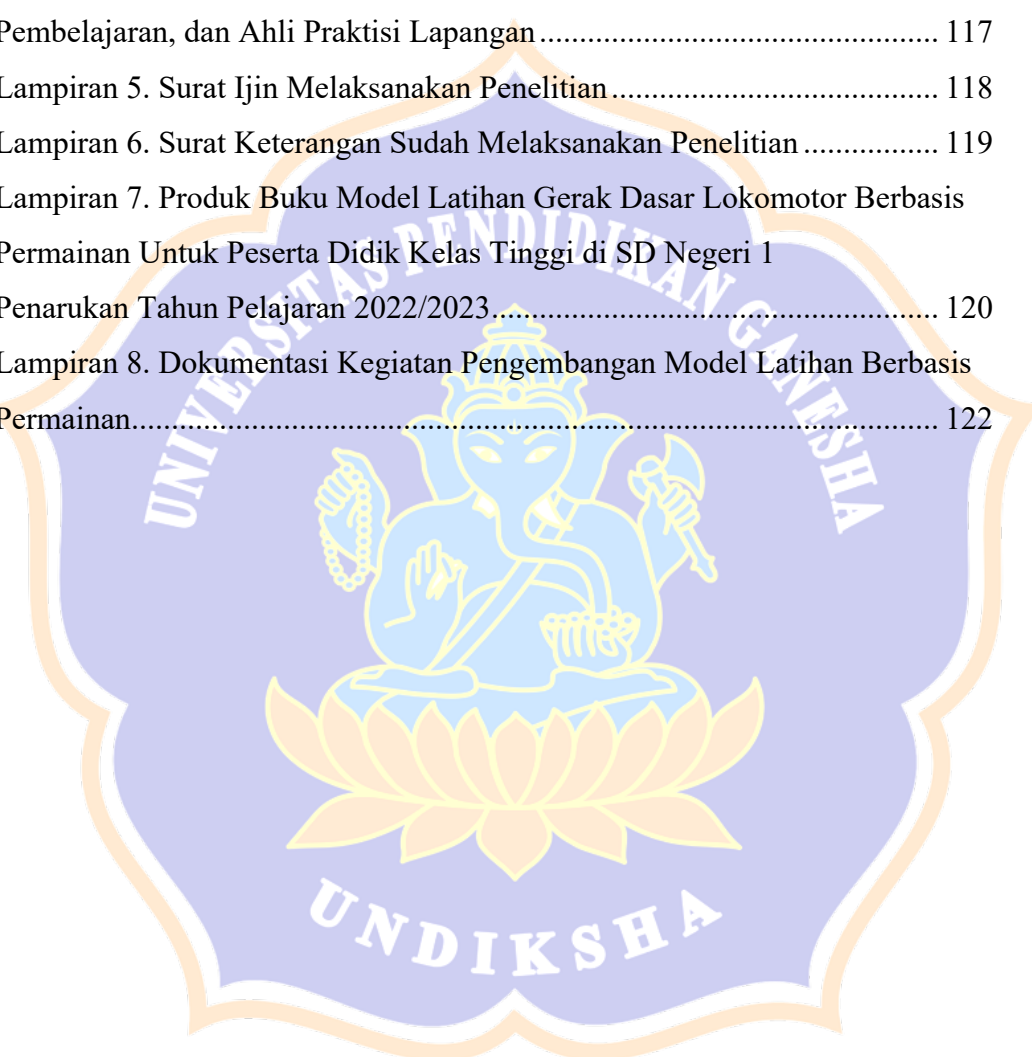 Pembelajaran, dan Ahli Praktisi Lapangan ................................................. 117
Lampiran 5. Surat Ijin Melaksanakan Penelitian ........................................ 118
Lampiran 6. Surat Keterangan Sudah Melaksanakan Penelitian ................ 119
Lampiran 7. Produk Buku Model Latihan Gerak Dasar Lokomotor Berbasis
Permainan Untuk Peserta Didik Kelas Tinggi di SD Negeri 1
Penarukan Tahun Pelajaran 2022/2023 ...................................................... 120
Lampiran 8. Dokumentasi Kegiatan Pengembangan Model Latihan Berbasis
Permainan .................................................................................................. 122
UNIVERSITAS PENDIDIKAN GANESHA
UNDIKSHA